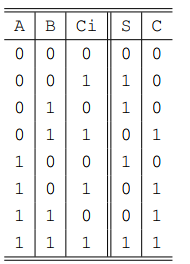 A B Ci S C
0 0 0 0 0
0 0 1 1 0
0 1 0 1 0
0 1 1 0 1
1 0 0 1 0
1 0 1 0 1
1 1 0 0 1
1 1 1 1 1